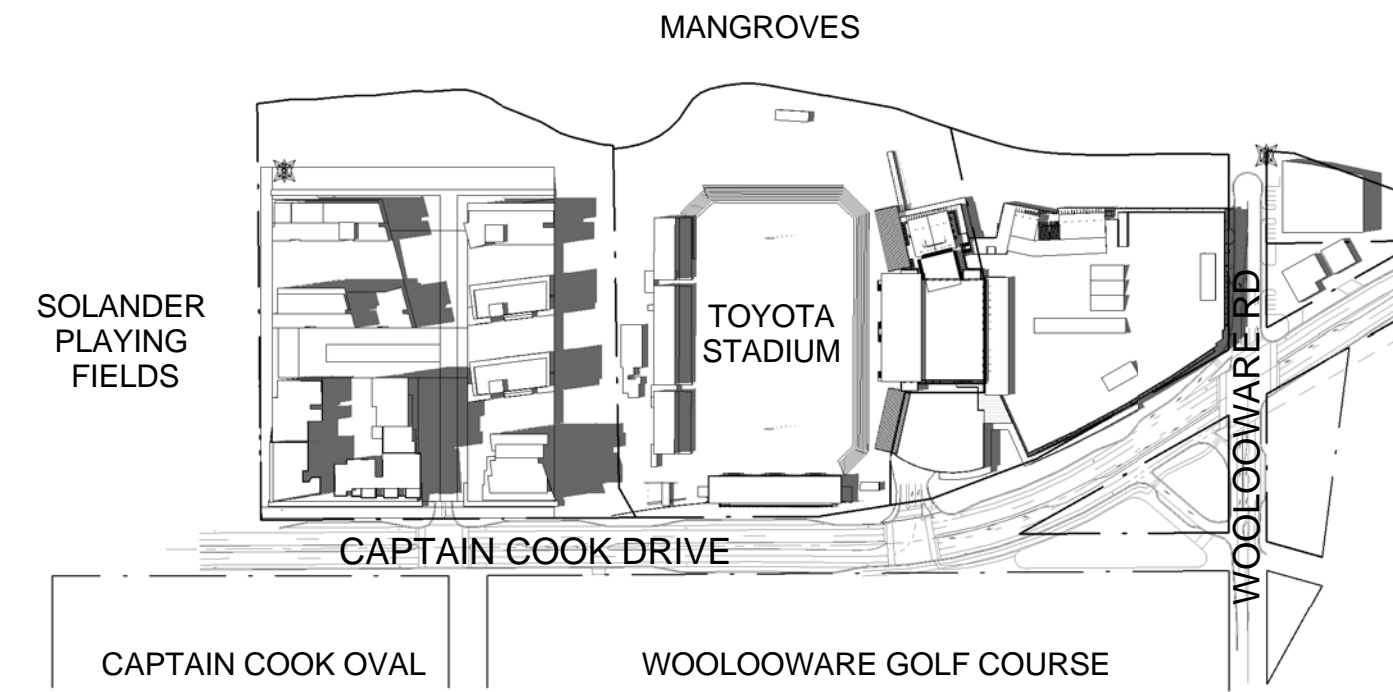 MANGROVES
SOLANDER
PLAYING
FIELDS
TOYOTA
STADIUM
WOOLOOWARE RD
CAPTAIN COOK DRIVE
CAPTAIN COOK OVAL
WOOLOOWARE GOLF COURSE